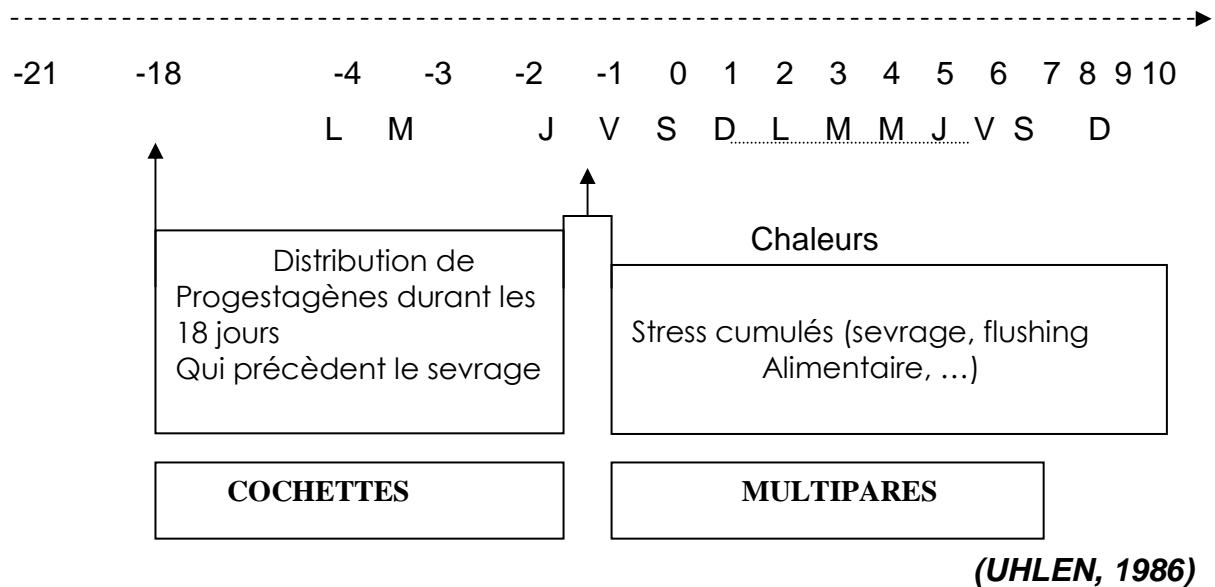 -21 -18 -4 -3 -2 -1 0 1 2 3 4 5 6 7 8 9 10
L M J V S D L M M J V S D
Chaleurs
Distribution de
Progestagènes durant les
18 jours
Qui précèdent le sevrage
Stress cumulés (sevrage, flushing
Alimentaire, …)
COCHETTES
MULTIPARES
(UHLEN, 1986)